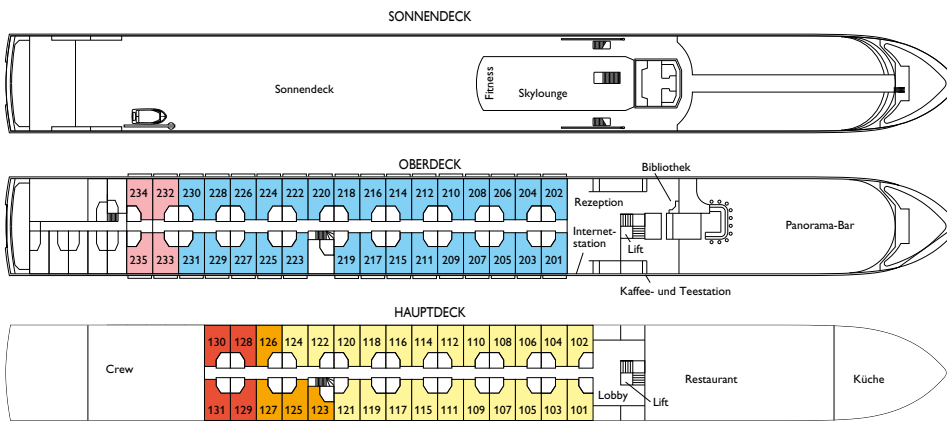 SONNENDECK
Sonnendeck
Fitness
Skylounge
OBERDECK
Bibliothek
234 232 230 228 226 224 222 220 218 216 214 212 210 208 206 204 202
Rezeption
Internet-
station
Lift
Panorama-Bar
235 233 231 229 227 225 223 219 217 215 211 209 207 205 203 201
Kaffee- und Teestation
HAUPTDECK
130 128 126 124 122 120 118 116 114 112 110 108 106 104 102
Crew
Restaurant
Küche
Lobby
Lift
131 129 127 125 123 121 119 117 115 111 109 107 105 103 101